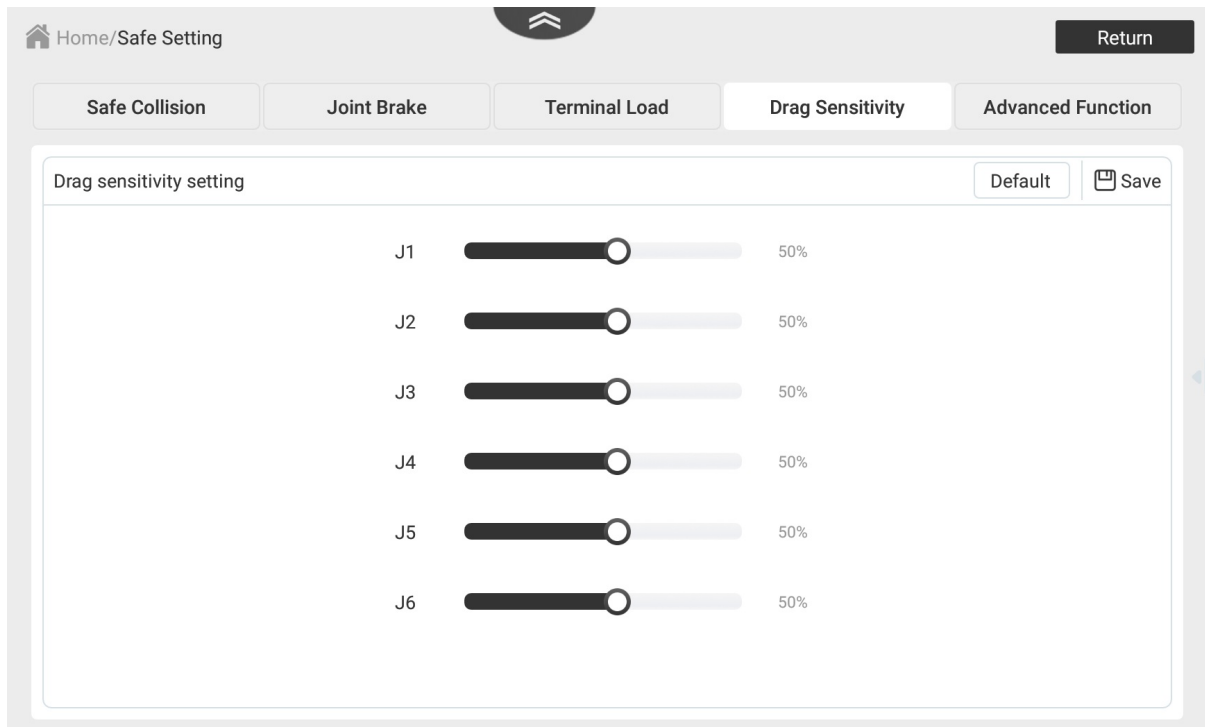 Home/Safe Setting
Return
Safe Collision Joint Brake Terminal Load Drag Sensitivity Advanced Function
Drag sensitivity setting Default Save
J1 50%
J2 50%
J3 50%
J4 50%
J5 50%
J6 50%